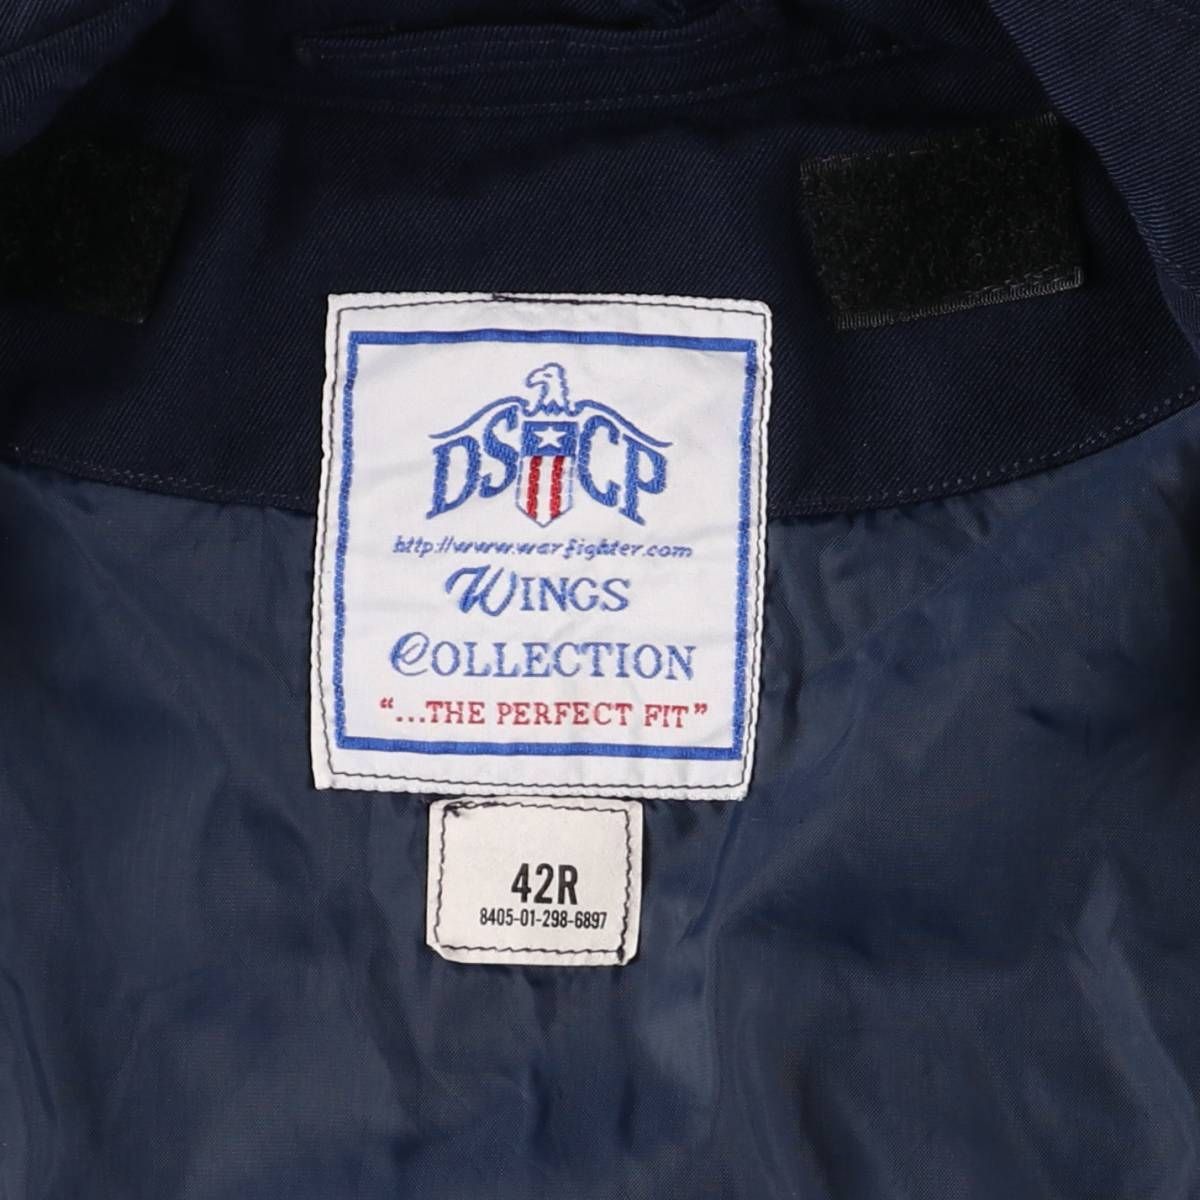 DSCP
http://www.warfighter.com
WINGS
COLLECTION
"...THE PERFECT FIT"
42R
8405-01-298-6897